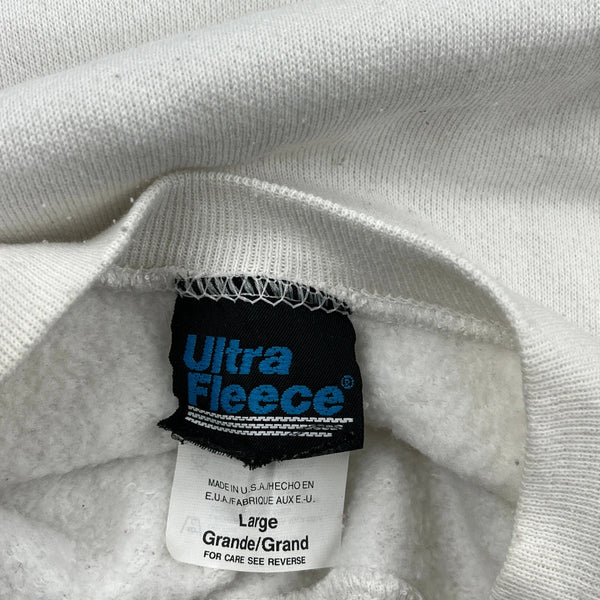 Ultra
Fleece®
MADE IN U.S.A./HECHO EN
E.U.A/FABRIQUE AUX E.-U.
Large
Grande/Grand
FOR CARE SEE REVERSE